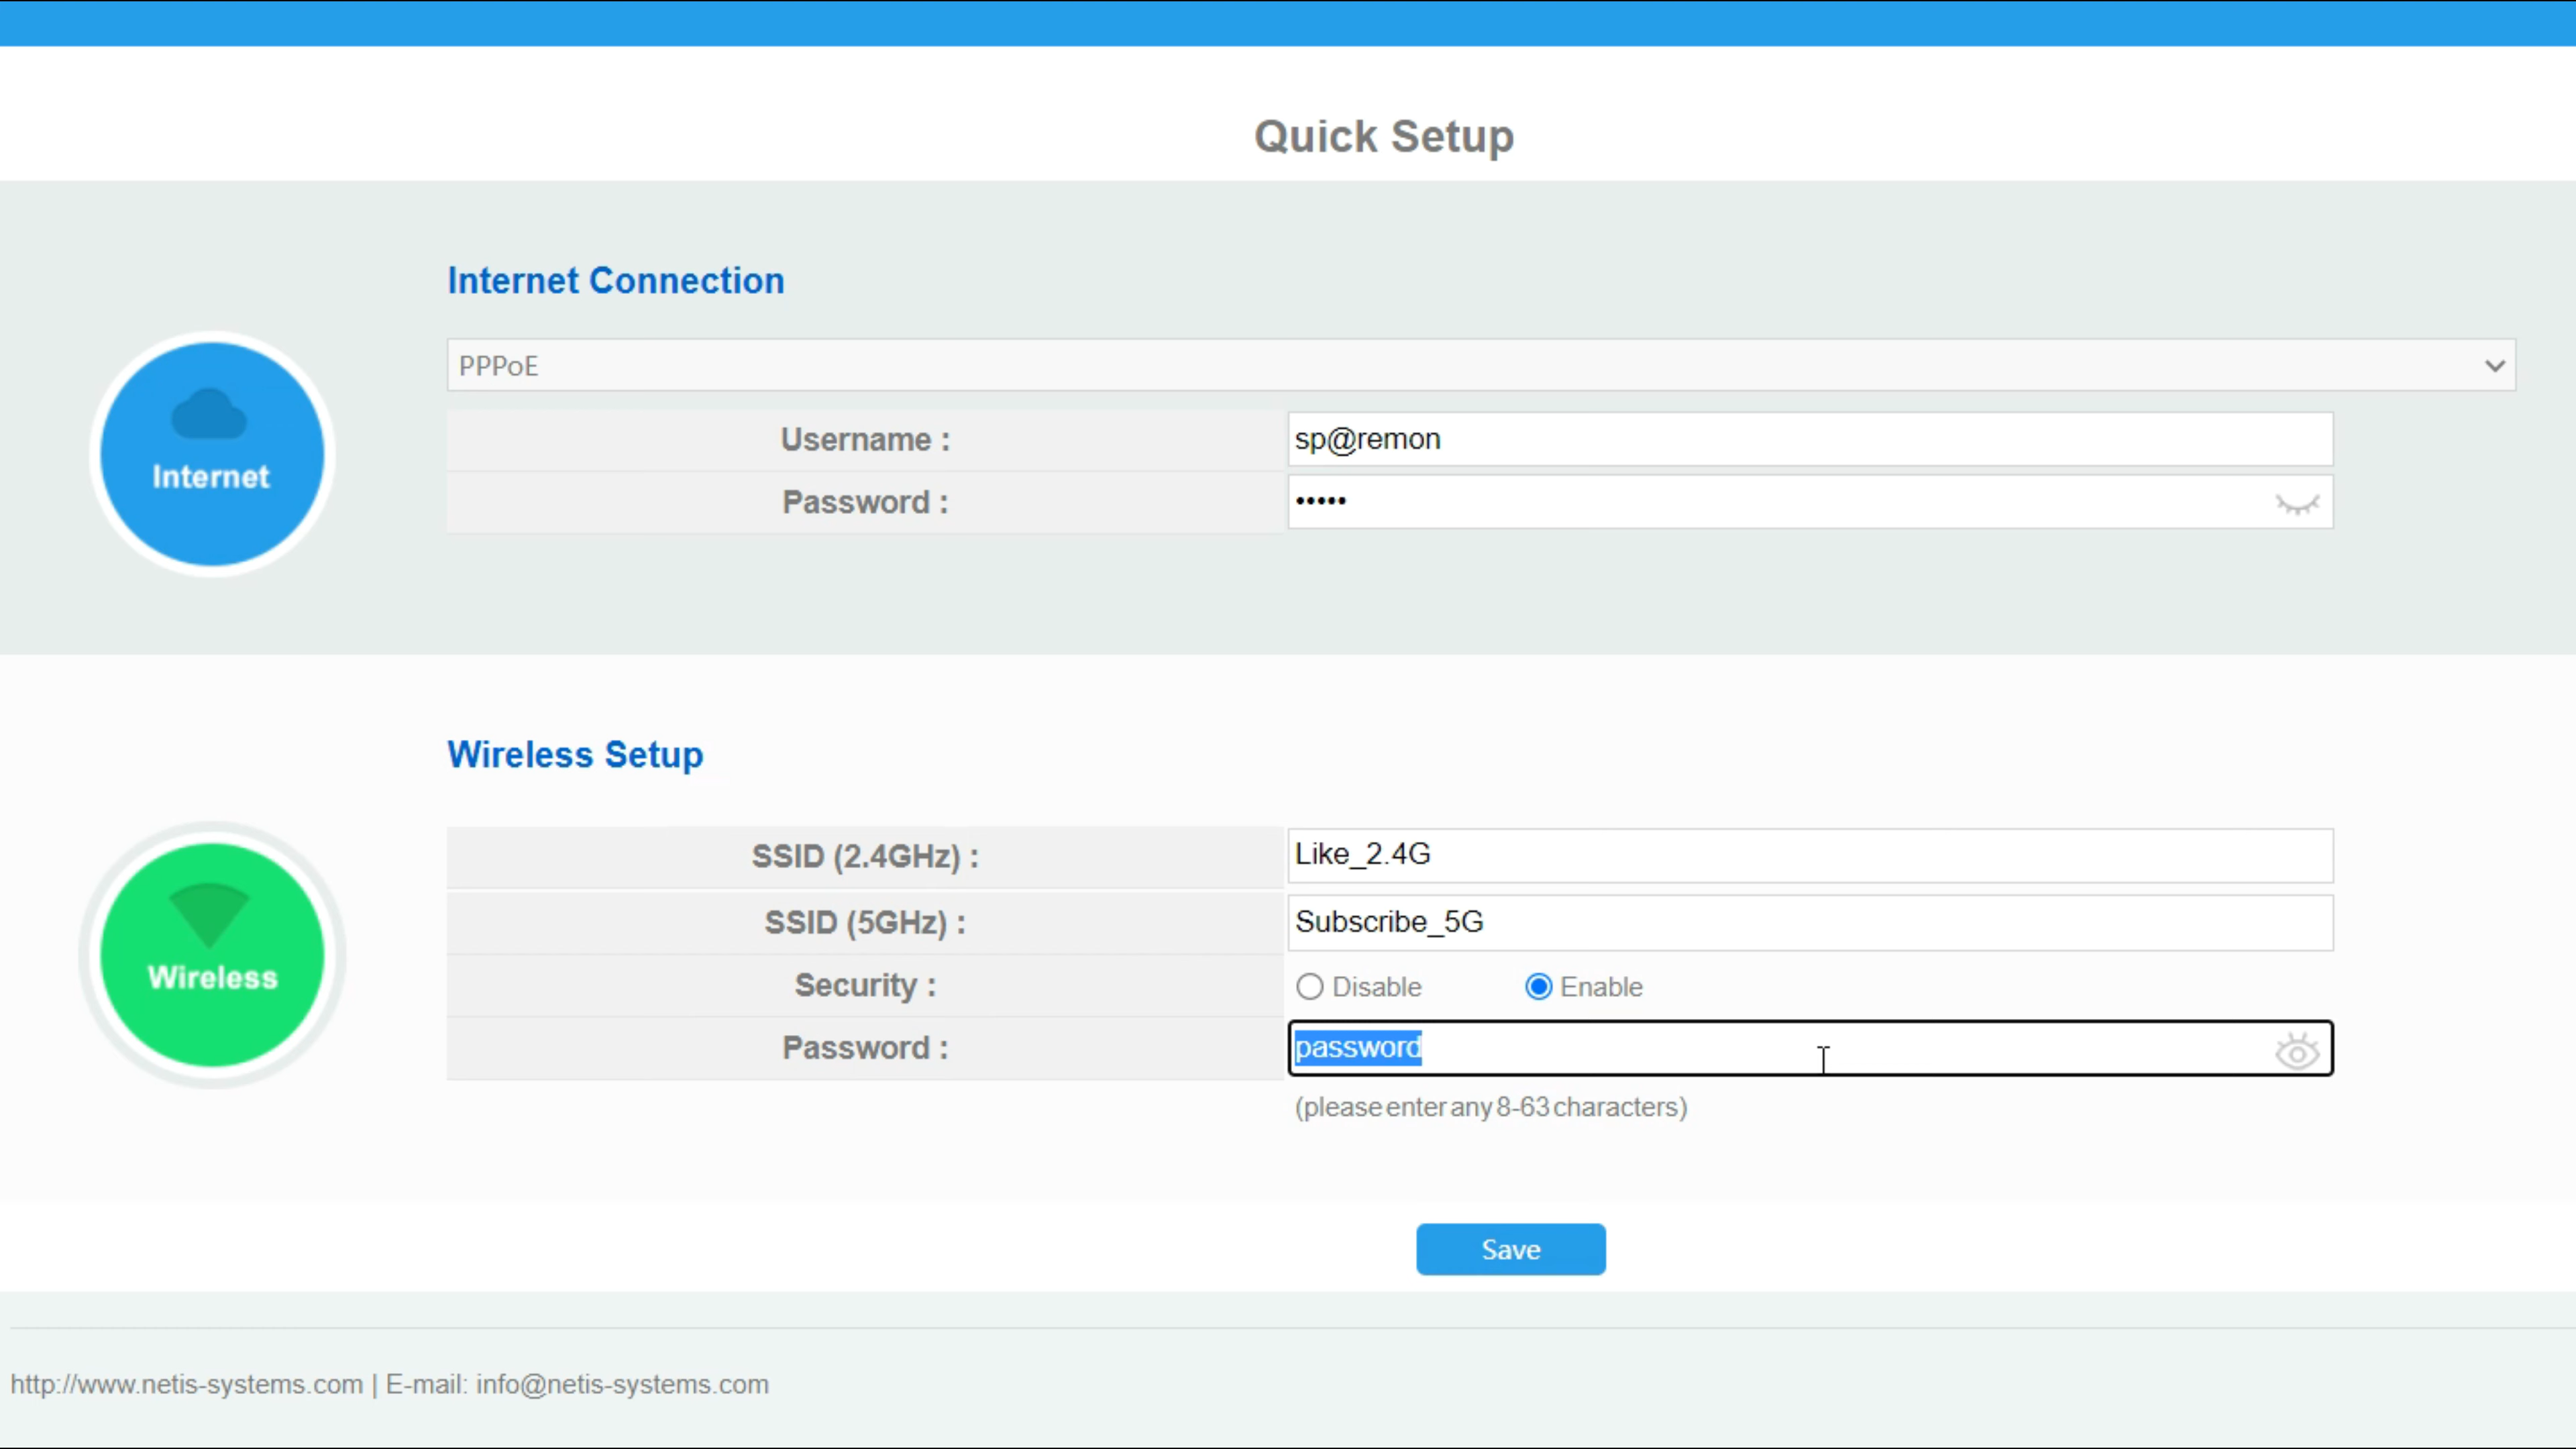 Quick Setup
Internet Connection
Internet
PPPoE
Username : sp@remon
Password : •••••
Wireless Setup
Wireless
SSID (2.4GHz) : Like_2.4G
SSID (5GHz) : Subscribe_5G
Security : Disable Enable
Password : password
(please enter any 8-63 characters)
Save
http://www.netis-systems.com | E-mail: info@netis-systems.com